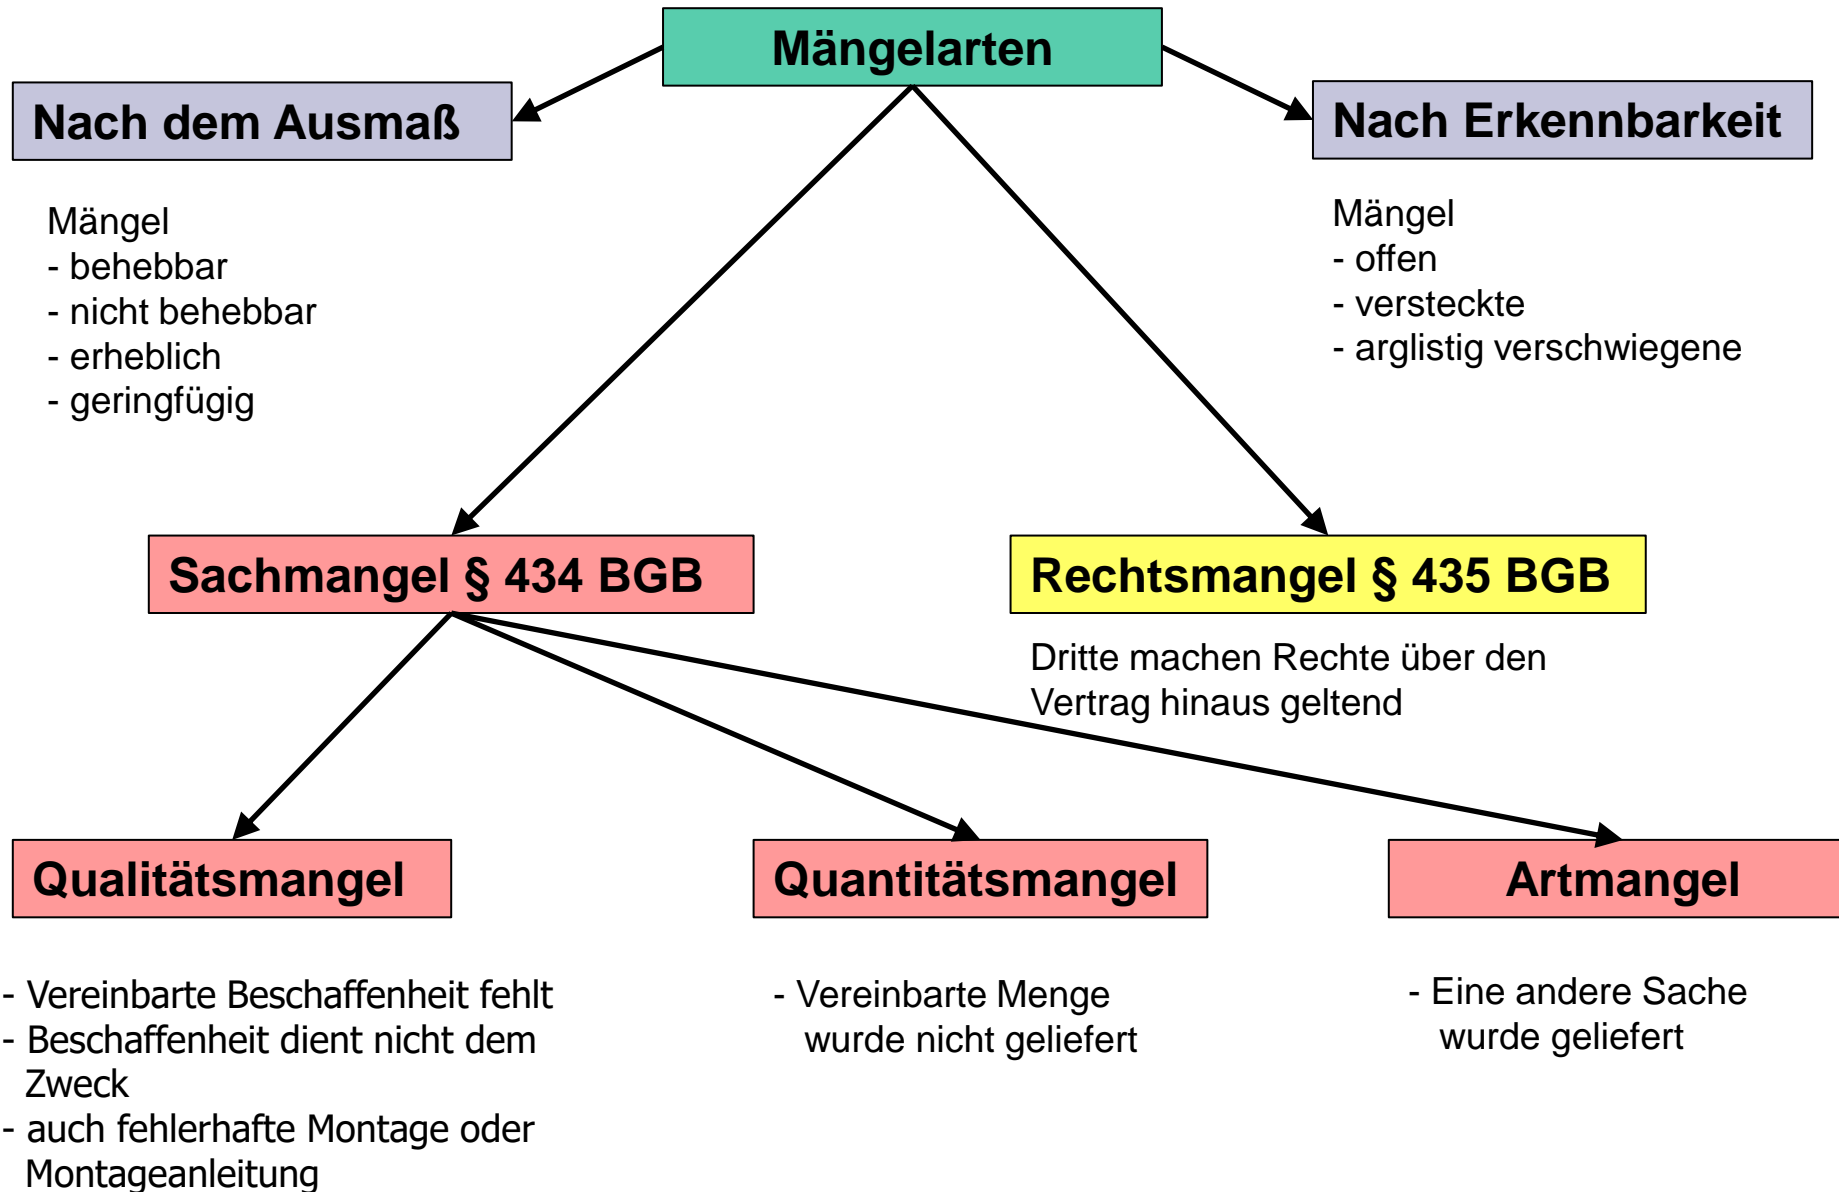 Mängelarten
Nach dem Ausmaß
Nach Erkennbarkeit
Mängel
- behebbar
- nicht behebbar
- erheblich
- geringfügig
Mängel
- offen
- versteckte
- arglistig verschwiegene
Sachmangel § 434 BGB
Rechtsmangel § 435 BGB
Dritte machen Rechte über den
Vertrag hinaus geltend
Qualitätsmangel
Quantitätsmangel
Artmangel
- Vereinbarte Beschaffenheit fehlt
- Beschaffenheit dient nicht dem
Zweck
- auch fehlerhafte Montage oder
Montageanleitung
- Vereinbarte Menge
wurde nicht geliefert
- Eine andere Sache
wurde geliefert